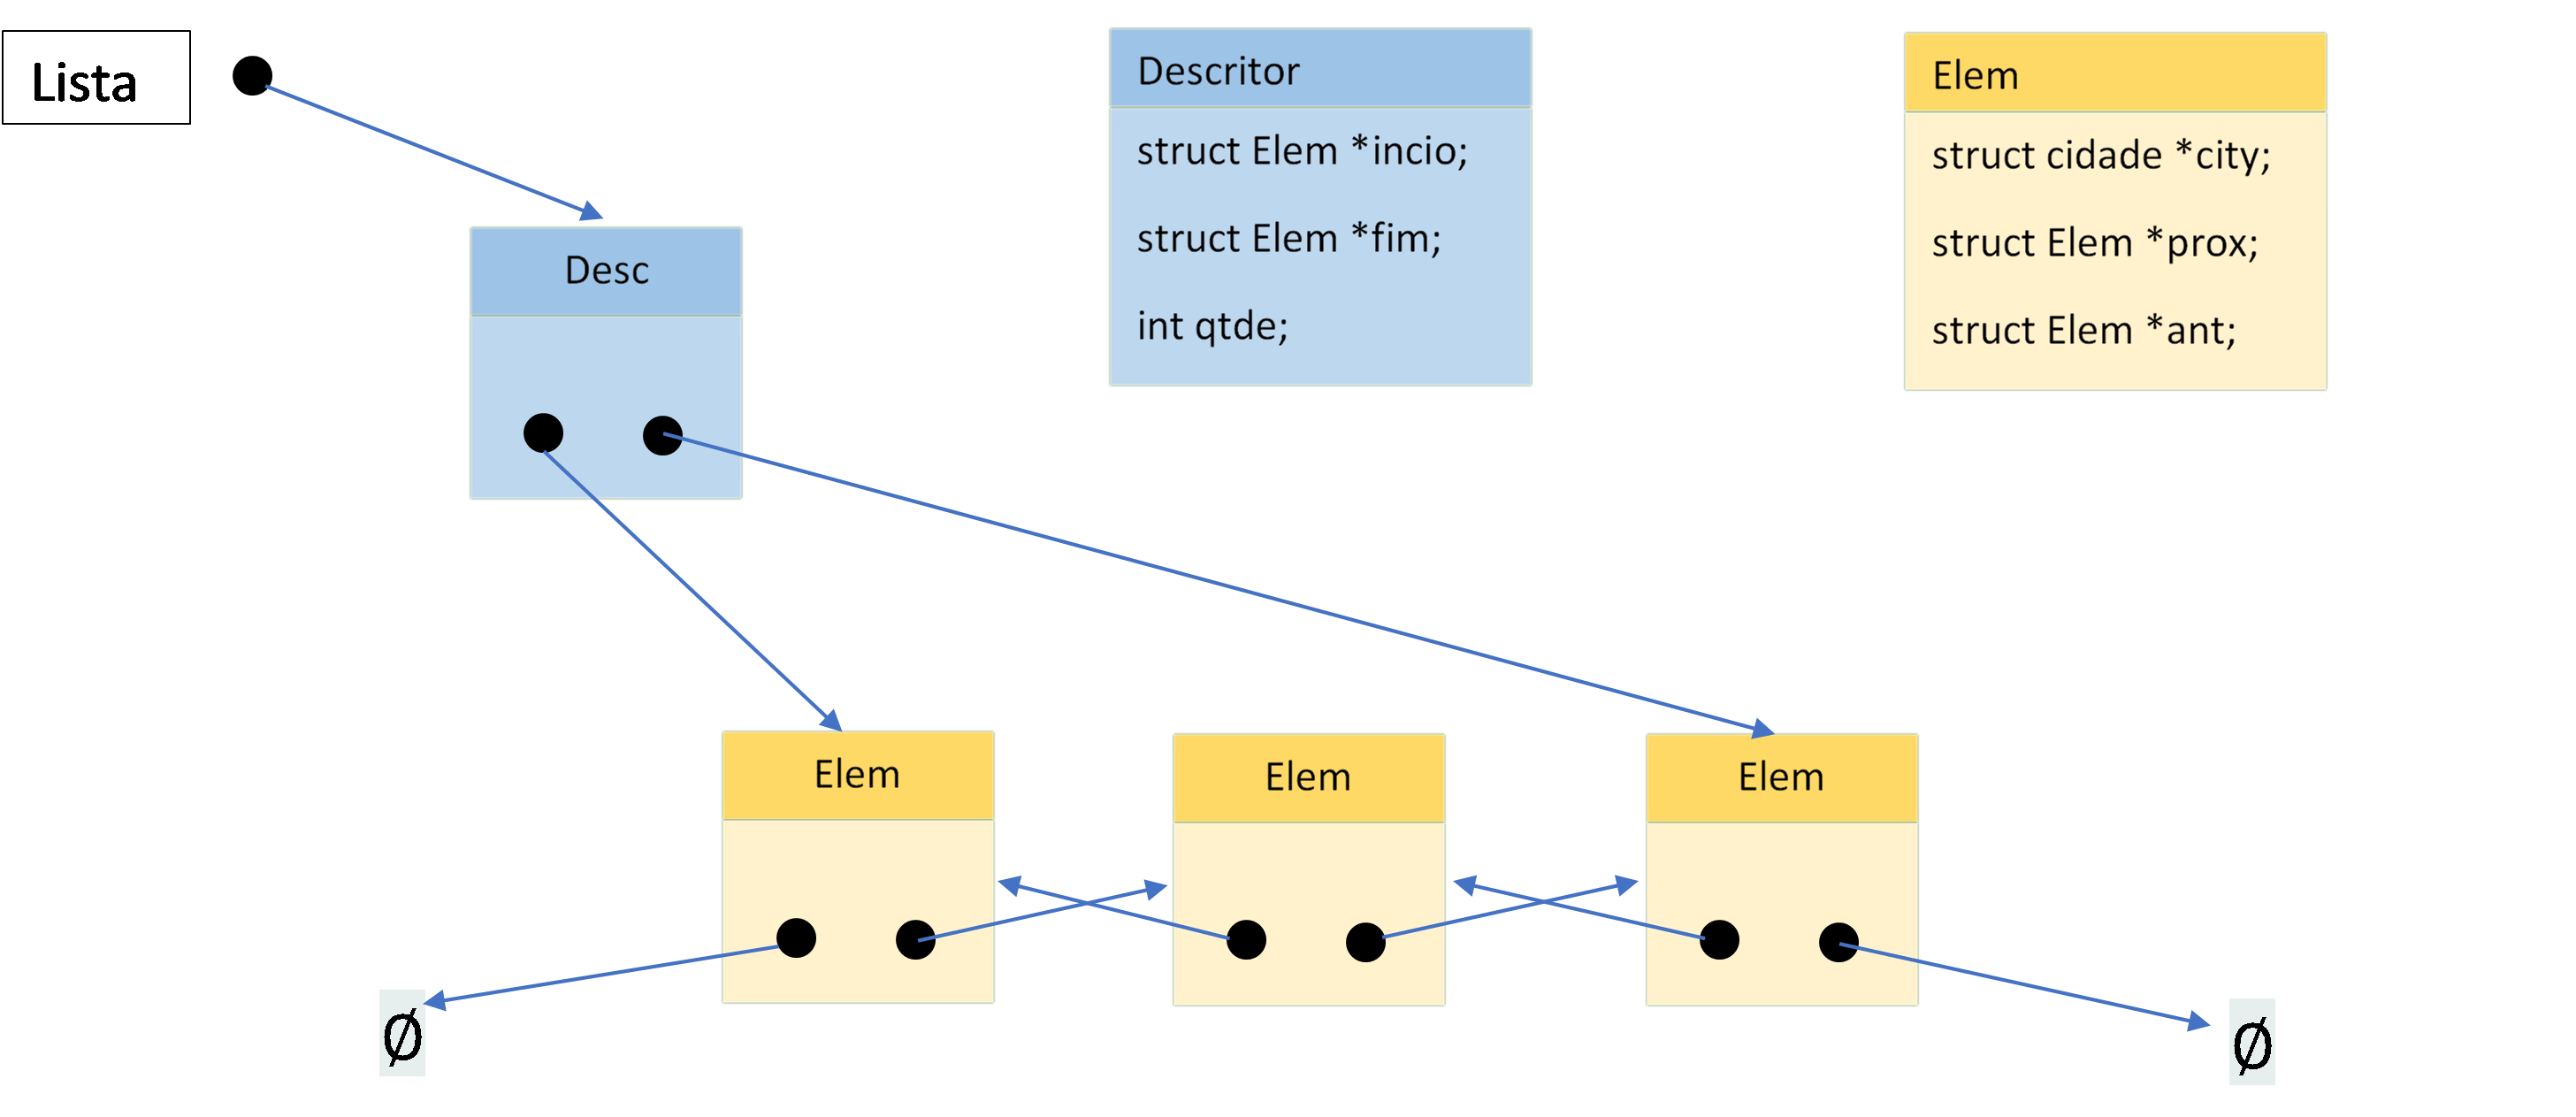 Lista
Descritor
struct Elem *incio;
struct Elem *fim;
int qtde;
Elem
struct cidade *city;
struct Elem *prox;
struct Elem *ant;
Desc
Elem
Elem
Elem
Ø
Ø